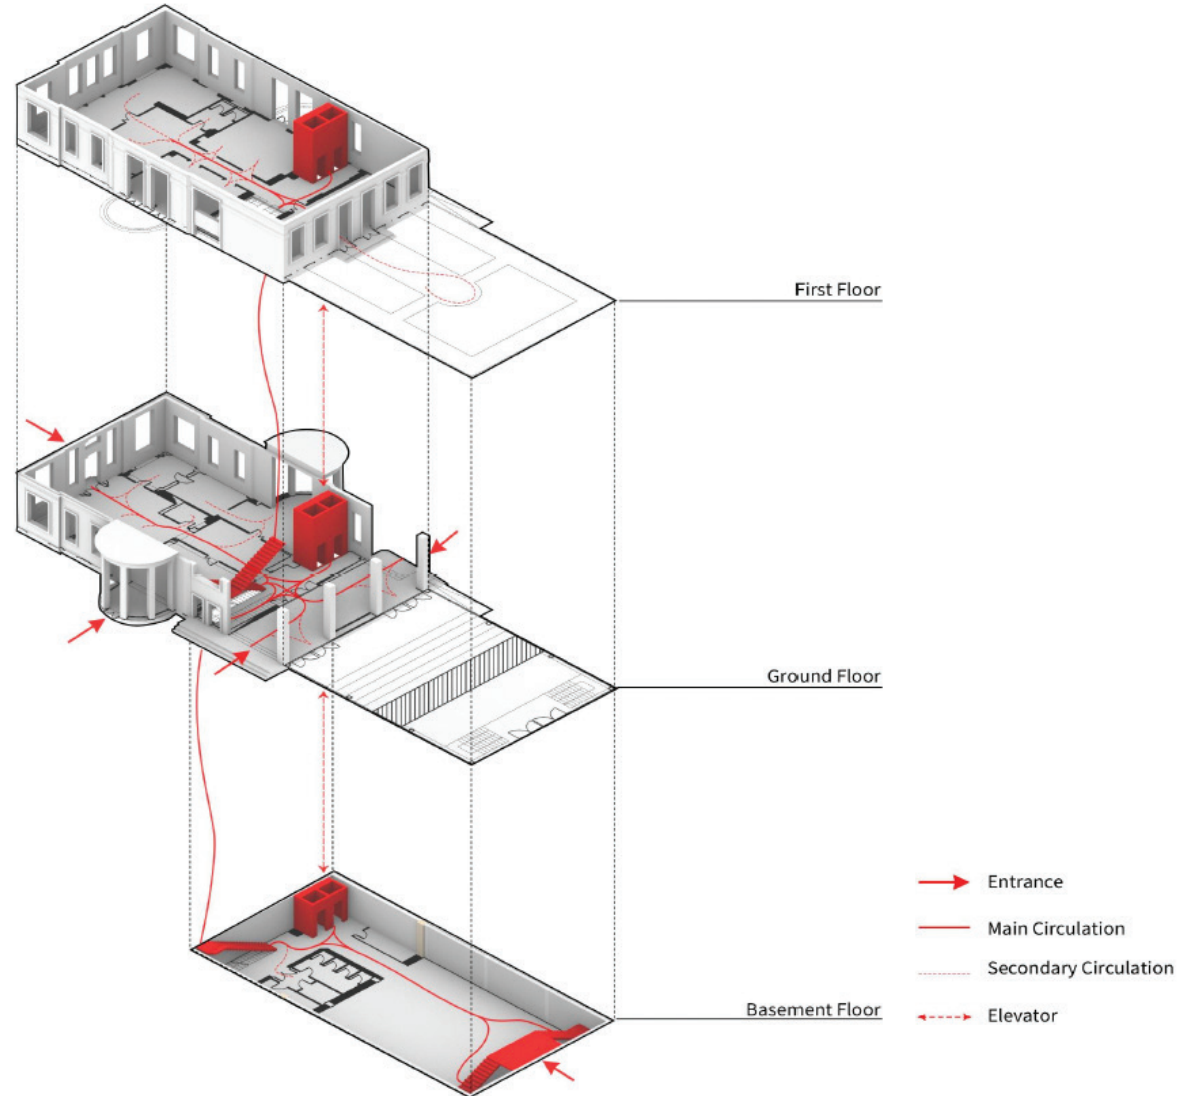 First Floor
Ground Floor
Basement Floor
Entrance
Main Circulation
Secondary Circulation
Elevator